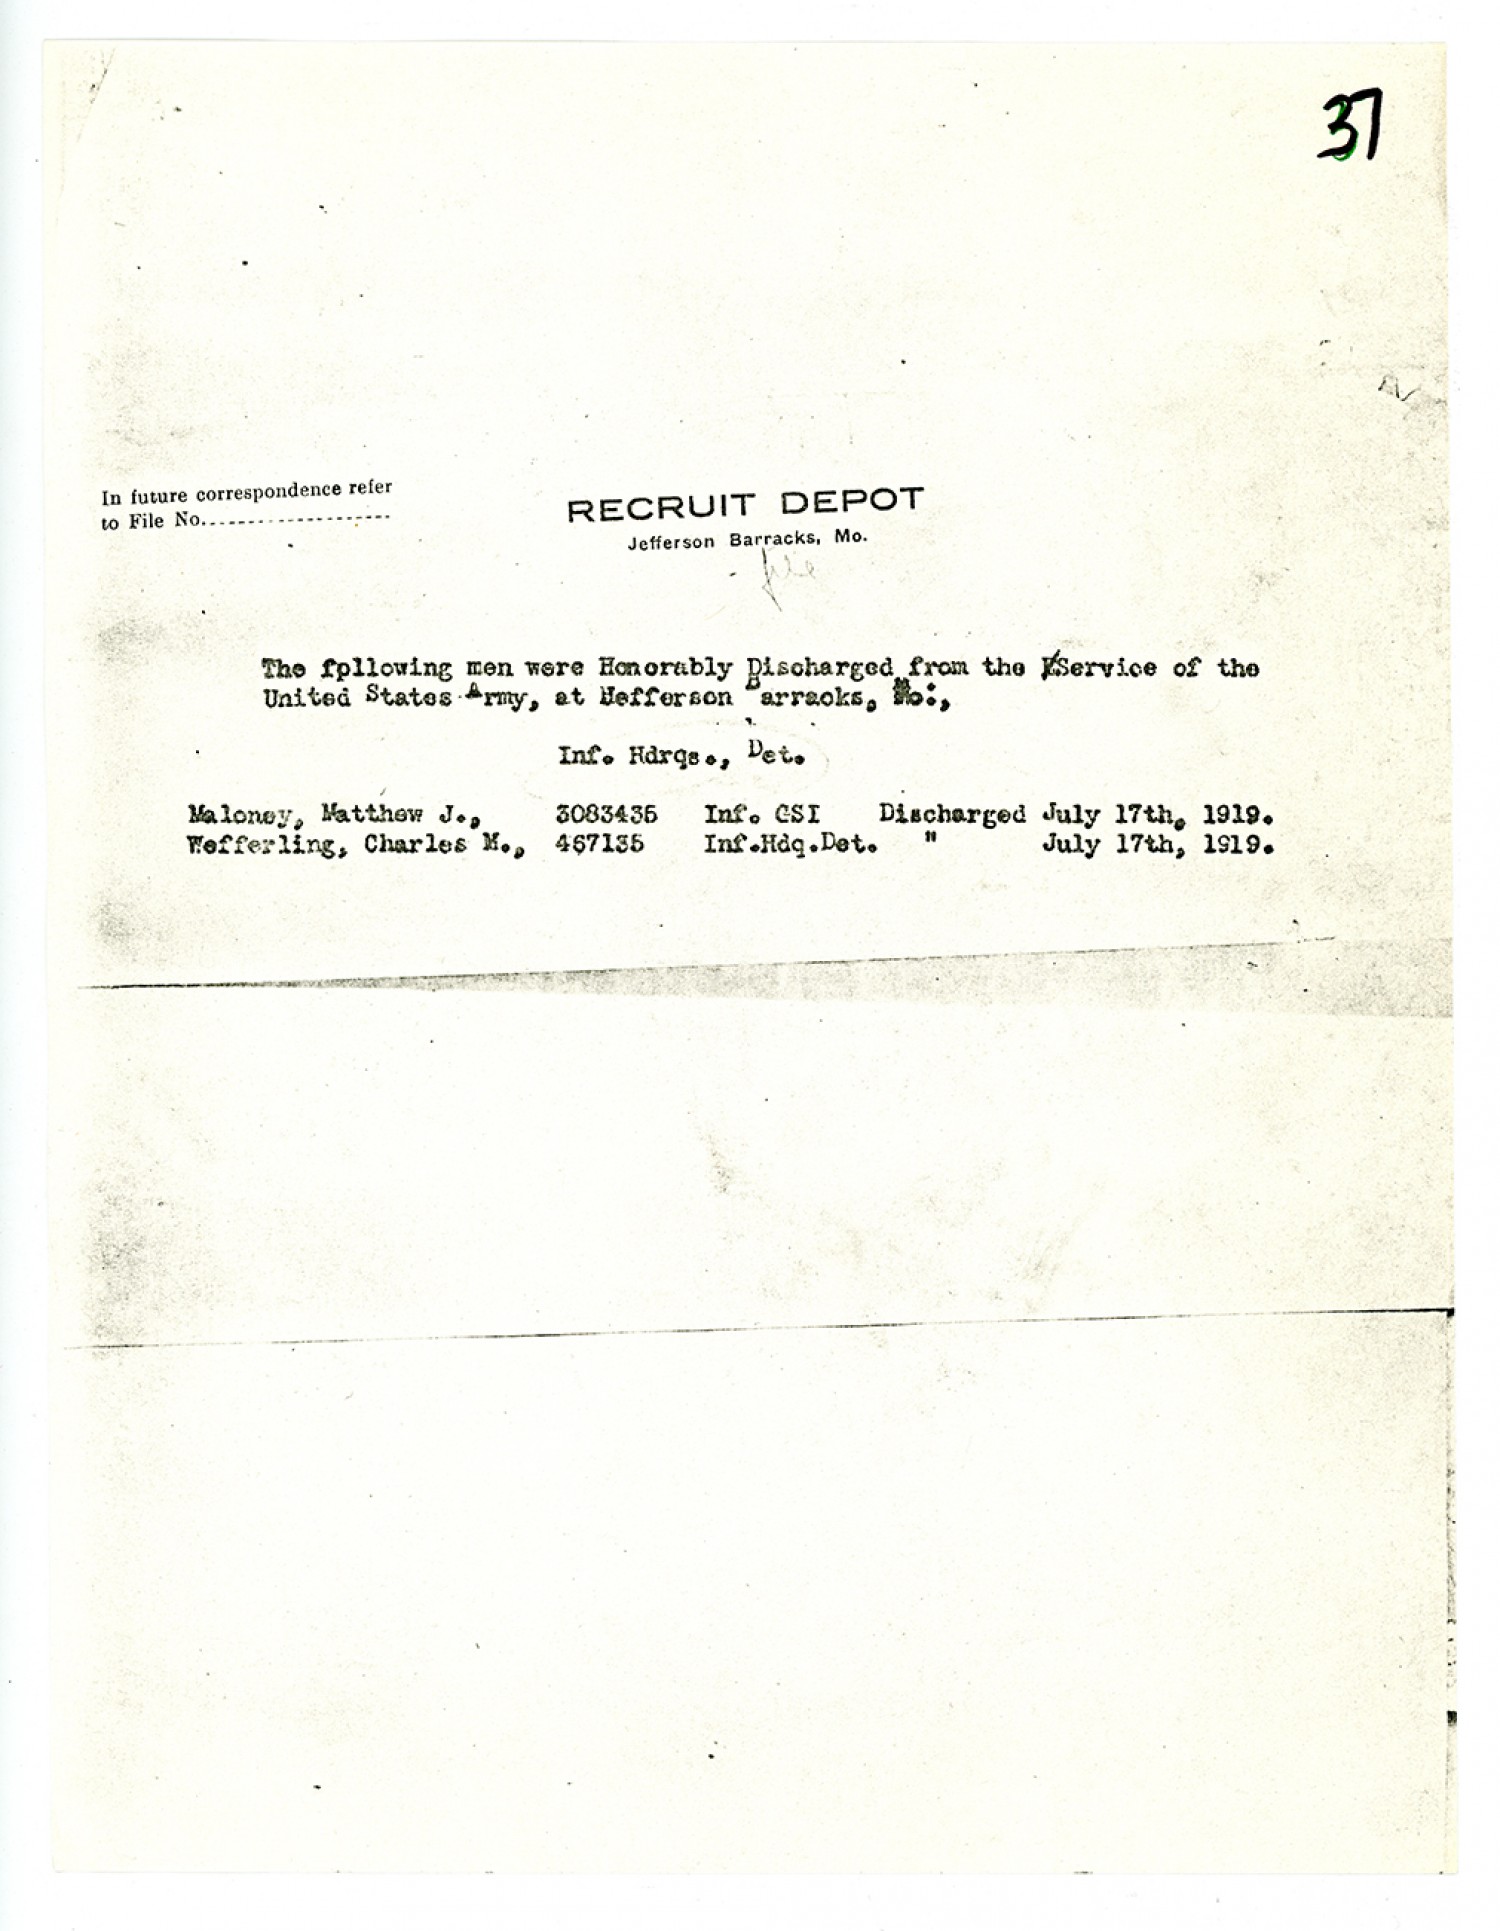 37
In future correspondence refer
to File No.
RECRUIT DEPOT
Jefferson Barracks, Mo.
file
The fpllowing men were Honorably Discharged from the Service of the
United States Army, at Hefferson Barracks, Mo:,
Inf. Hdrqs., Det.
Maloney, Matthew J., 3083435 Inf. GSI Discharged July 17th, 1919.
Wefferling, Charles M., 467135 Inf.Hdq.Det. " July 17th, 1919.